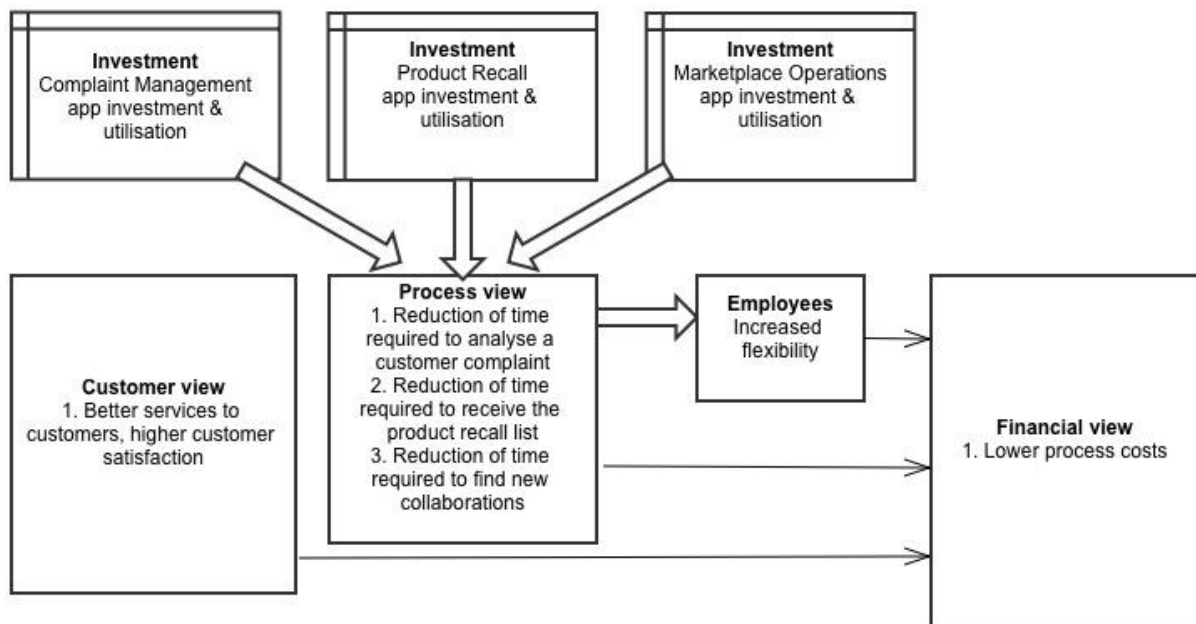 Investment
Complaint Management
app investment &
utilisation
Investment
Product Recall
app investment &
utilisation
Investment
Marketplace Operations
app investment &
utilisation
Customer view
1. Better services to
customers, higher customer
satisfaction
Process view
1. Reduction of time
required to analyse a
customer complaint
2. Reduction of time
required to receive the
product recall list
3. Reduction of time
required to find new
collaborations
Employees
Increased
flexibility
Financial view
1. Lower process costs